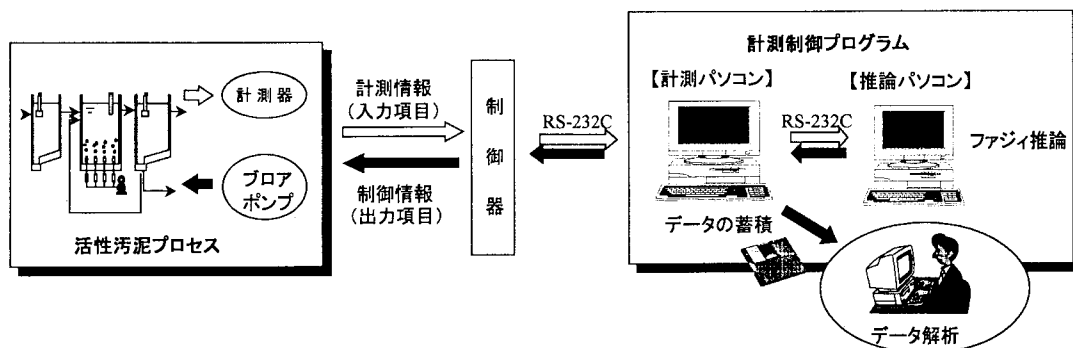 計測器
ブロア
ポンプ
活性汚泥プロセス
計測情報
(入力項目)
制御情報
(出力項目)
制
御
器
RS-232C
計測制御プログラム
【計測パソコン】
【推論パソコン】
RS-232C
ファジィ推論
データの蓄積
データ解析